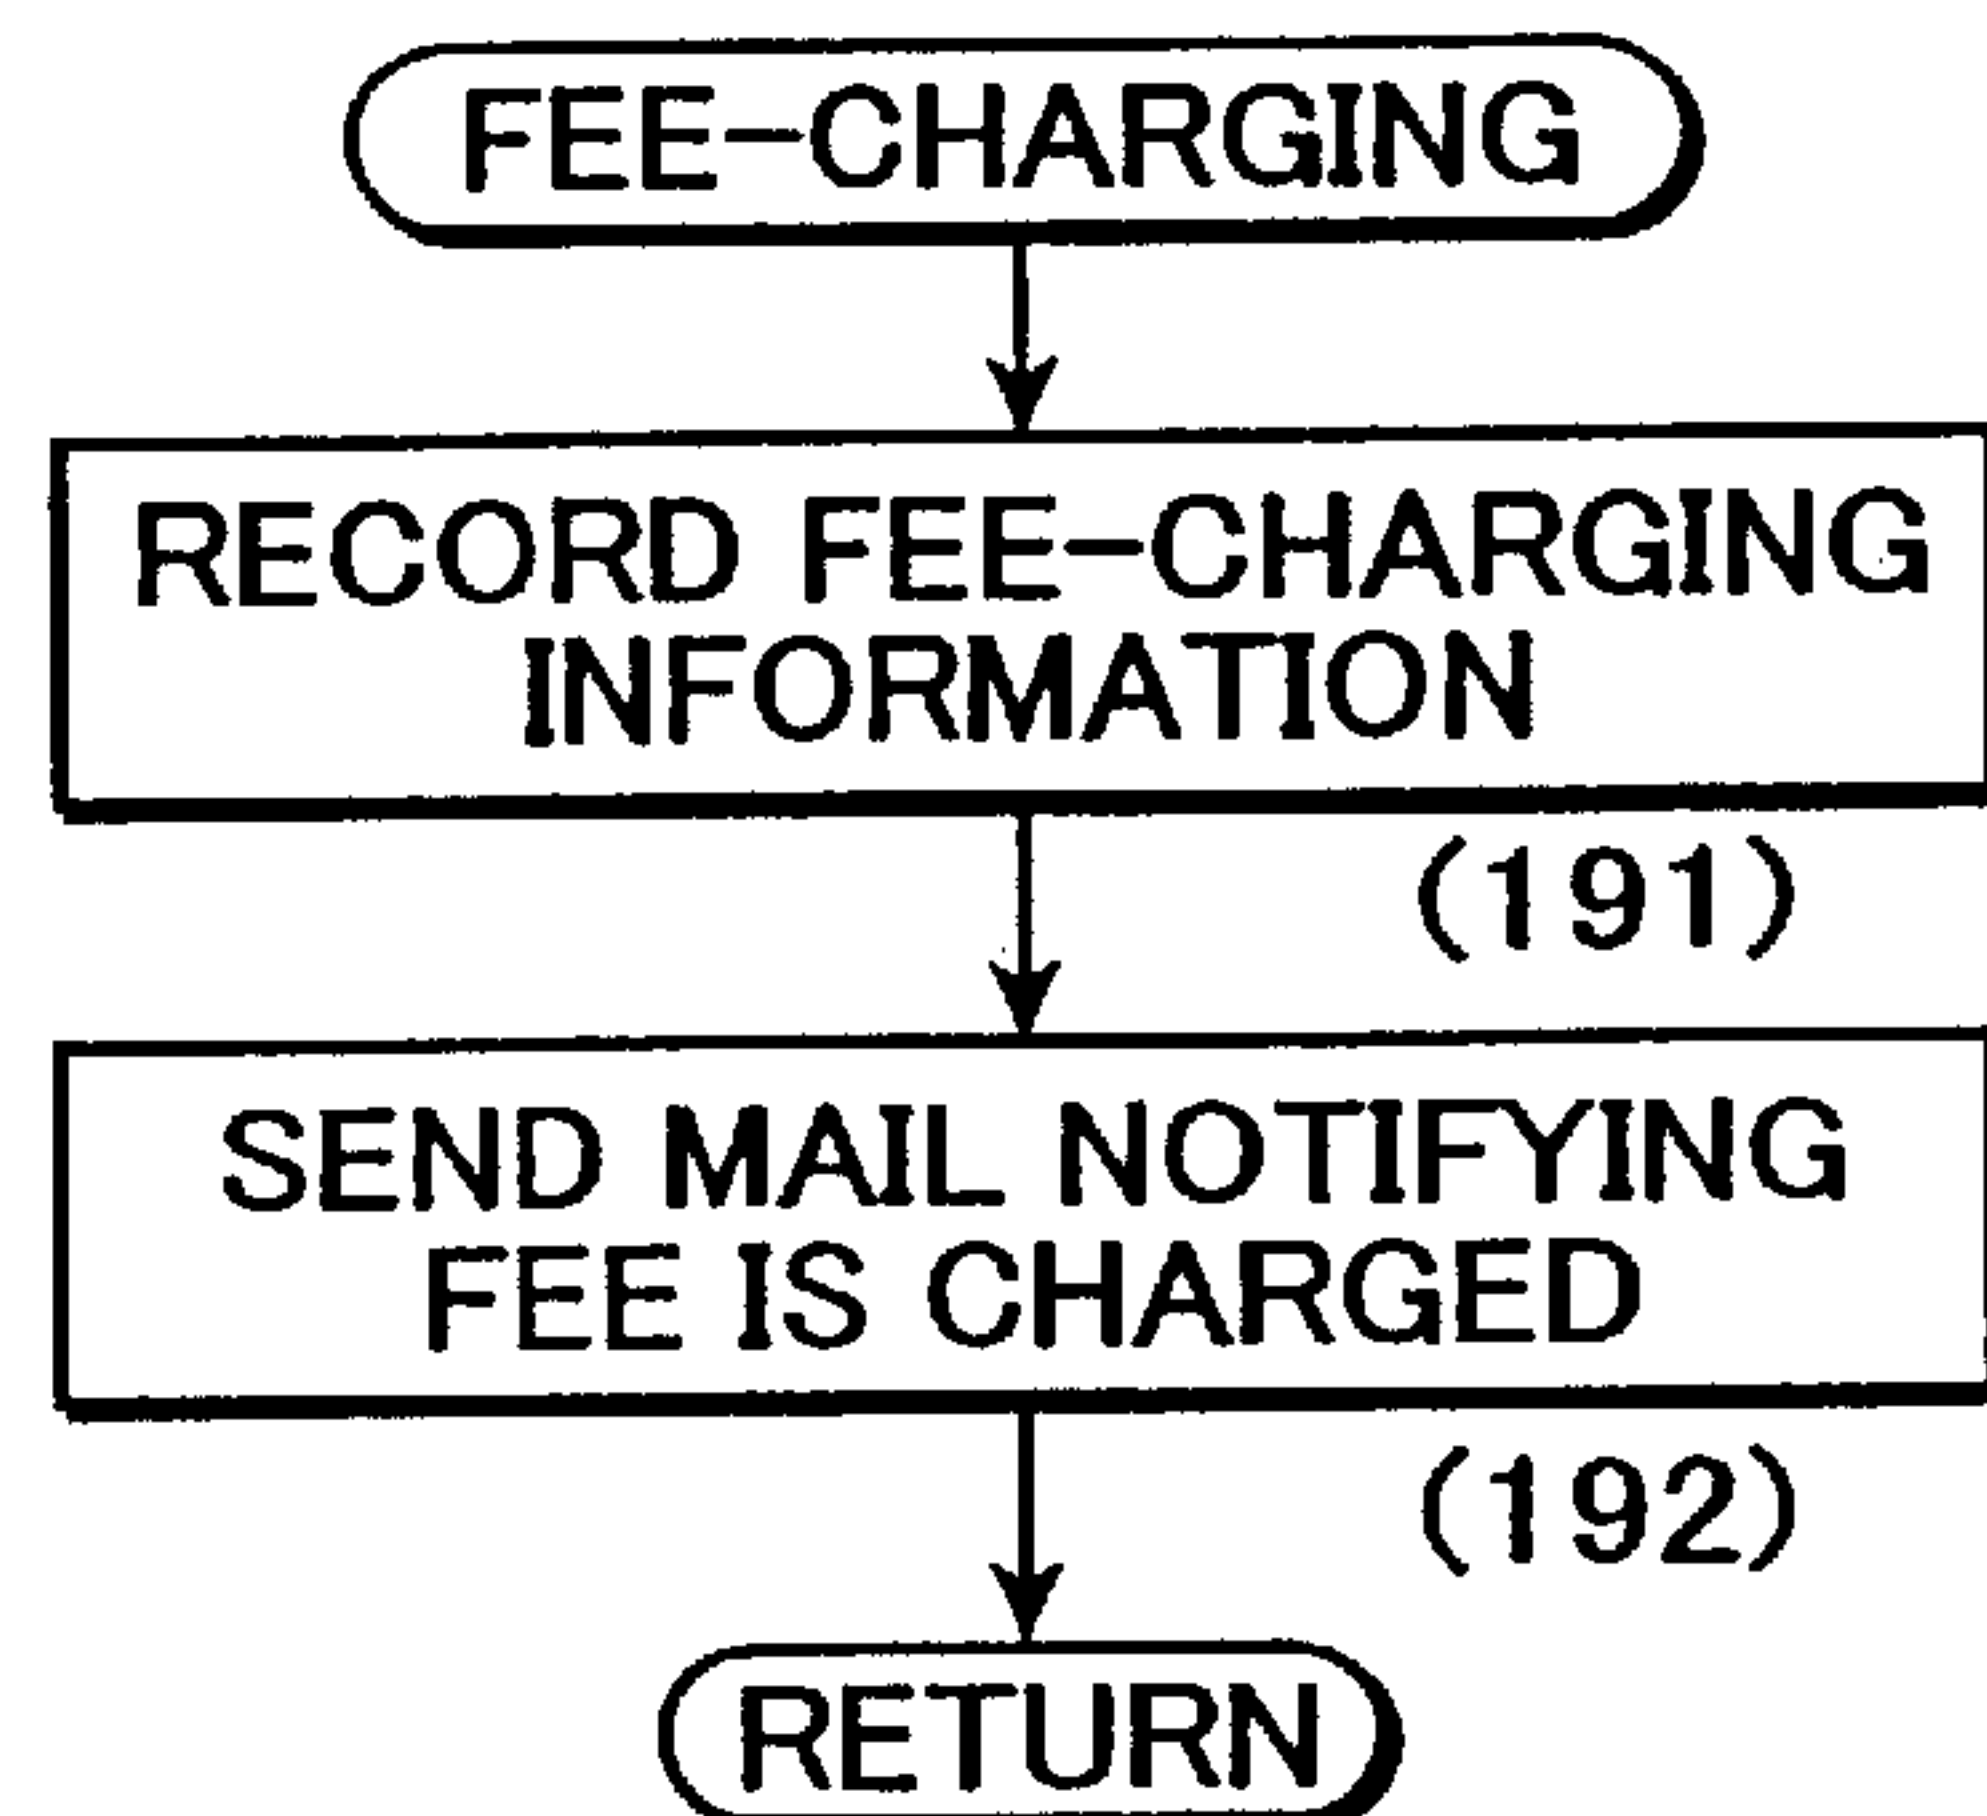 FEE-CHARGING
RECORD FEE-CHARGING
INFORMATION
(191)
SEND MAIL NOTIFYING
FEE IS CHARGED
(192)
RETURN